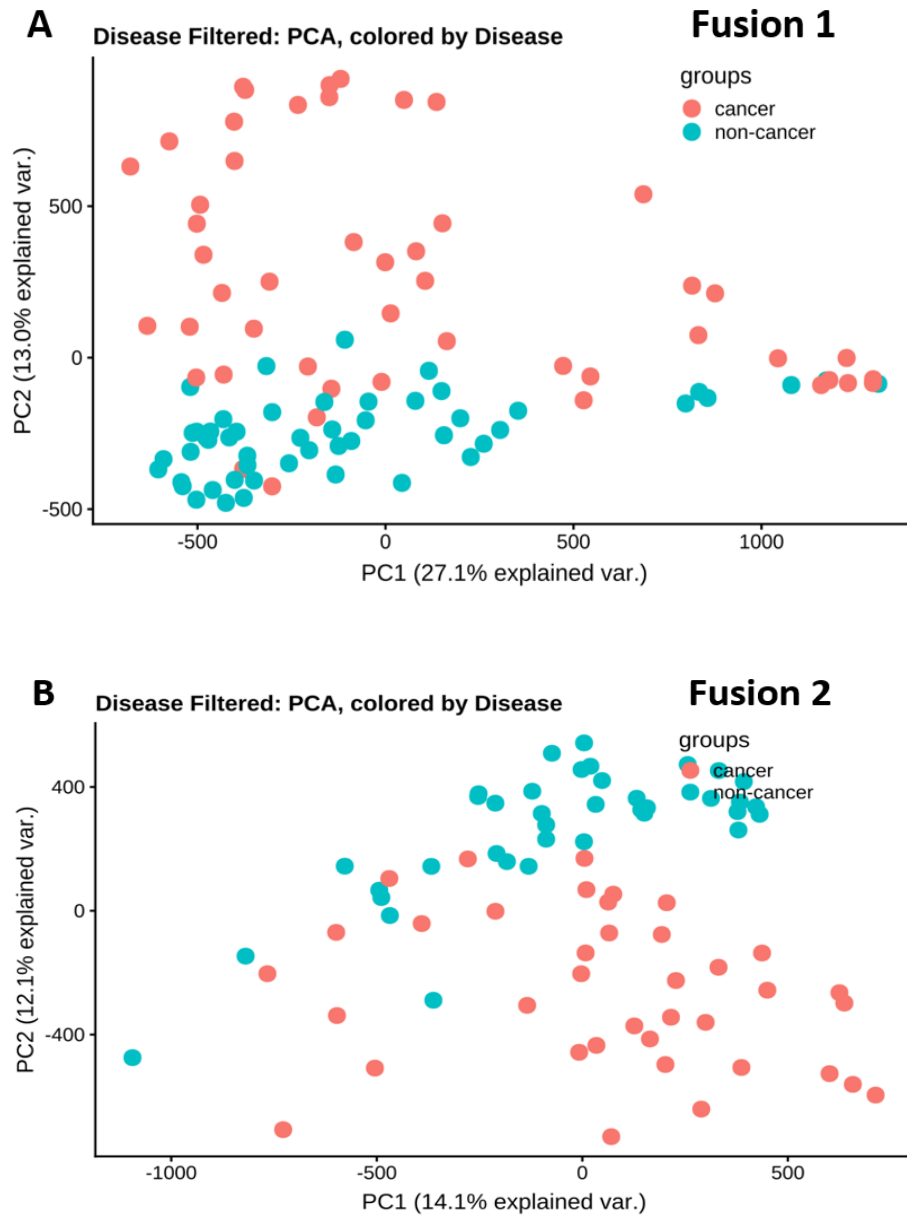 A
Disease Filtered: PCA, colored by Disease
Fusion 1
groups
cancer
non-cancer
PC2 (13.0% explained var.)
500
0
-500
-500
0
500
1000
PC1 (27.1% explained var.)
B
Disease Filtered: PCA, colored by Disease
Fusion 2
groups
cancer
non-cancer
PC2 (12.1% explained var.)
400
0
-400
-1000
-500
0
500
PC1 (14.1% explained var.)